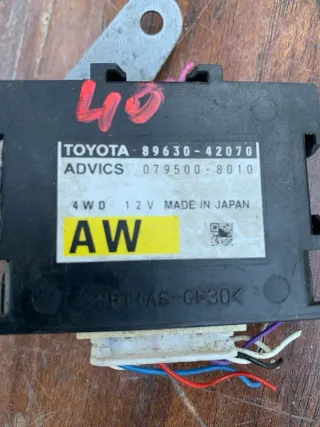 40
TOYOTA 89630-42070
ADVICS 079500-8010
4WD 12V MADE IN JAPAN
AW